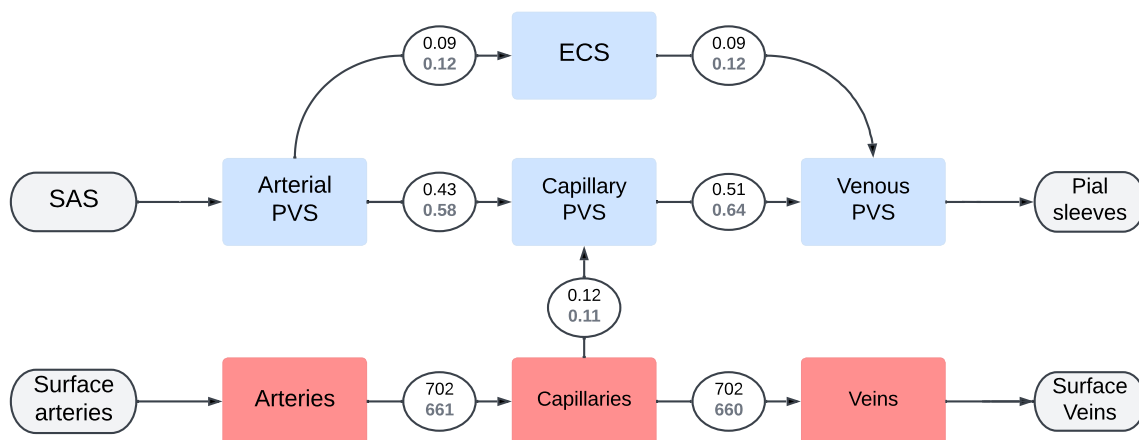 0.09
0.12
ECS
0.09
0.12
SAS
Arterial
PVS
0.43
0.58
Capillary
PVS
0.51
0.64
Venous
PVS
Pial
sleeves
0.12
0.11
Surface
arteries
Arteries
702
661
Capillaries
702
660
Veins
Surface
Veins